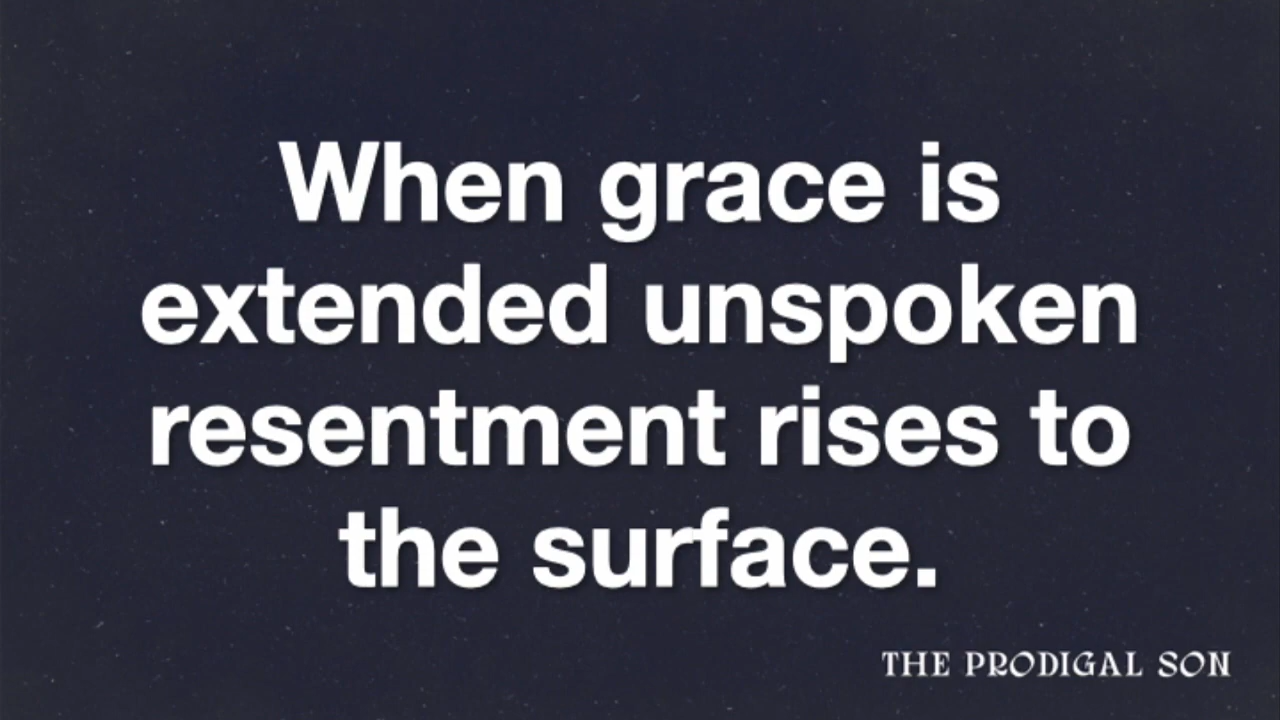 When grace is
extended unspoken
resentment rises to
the surface.
THE PRODIGAL SON